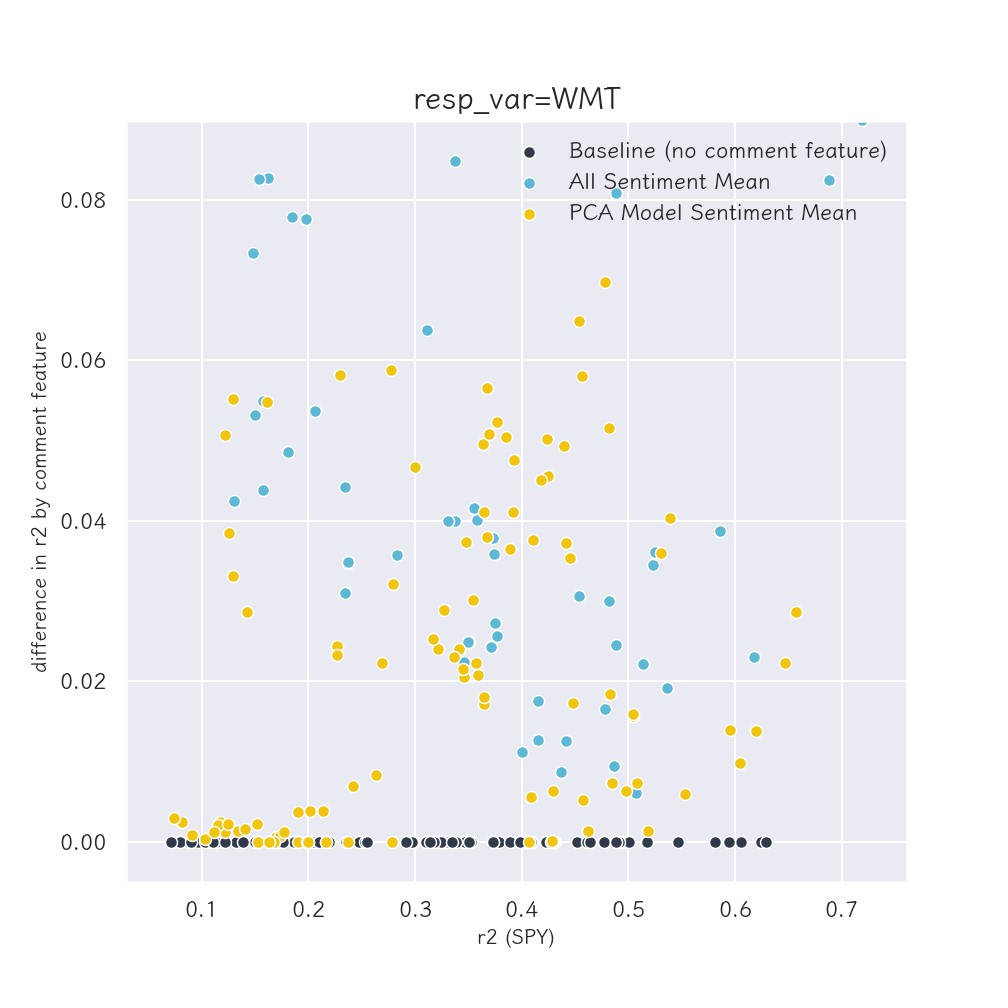 resp_var=WMT
Baseline (no comment feature)
All Sentiment Mean
PCA Model Sentiment Mean
difference in r2 by comment feature
0.08
0.06
0.04
0.02
0.00
0.1 0.2 0.3 0.4 0.5 0.6 0.7
r2 (SPY)